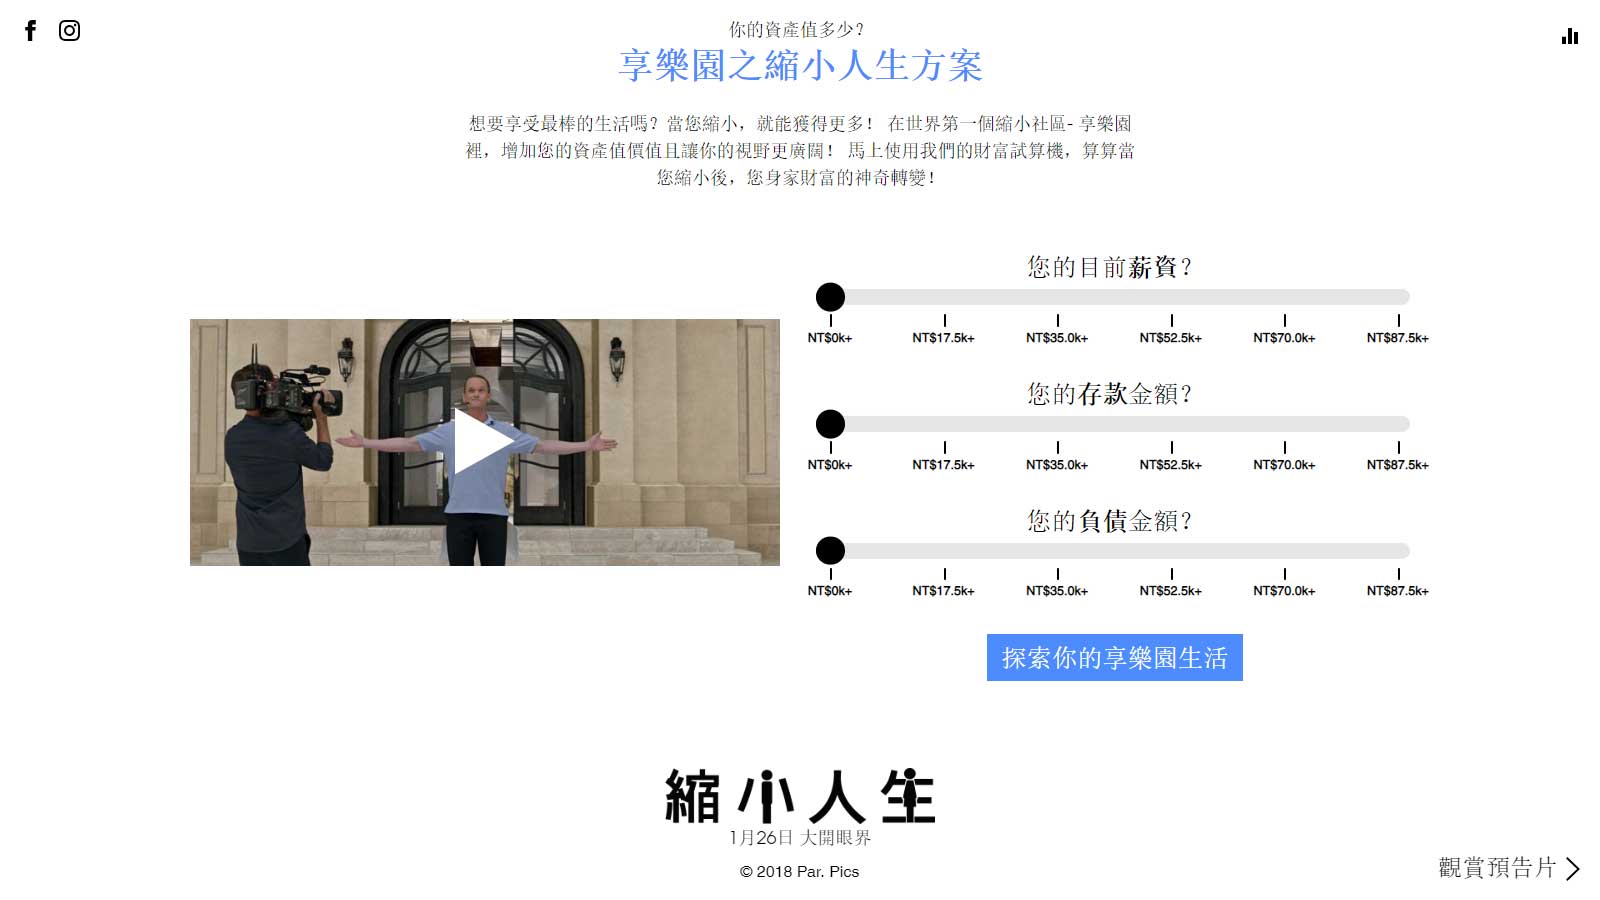 你的資產值多少?
享樂園之縮小人生方案
想要享受最棒的生活嗎? 當您縮小，就能獲得更多！ 在世界第一個縮小社區- 享樂園
裡，增加您的資產值價值且讓你的視野更廣闊！ 馬上使用我們的財富試算機，算算當
您縮小後，您身家財富的神奇轉變！
您的目前薪資?
NT$0k+ NT$17.5k+ NT$35.0k+ NT$52.5k+ NT$70.0k+ NT$87.5k+
您的存款金額?
NT$0k+ NT$17.5k+ NT$35.0k+ NT$52.5k+ NT$70.0k+ NT$87.5k+
您的負債金額?
NT$0k+ NT$17.5k+ NT$35.0k+ NT$52.5k+ NT$70.0k+ NT$87.5k+
探索你的享樂園生活
縮小人生
1月26日 大開眼界
© 2018 Par. Pics
觀賞預告片